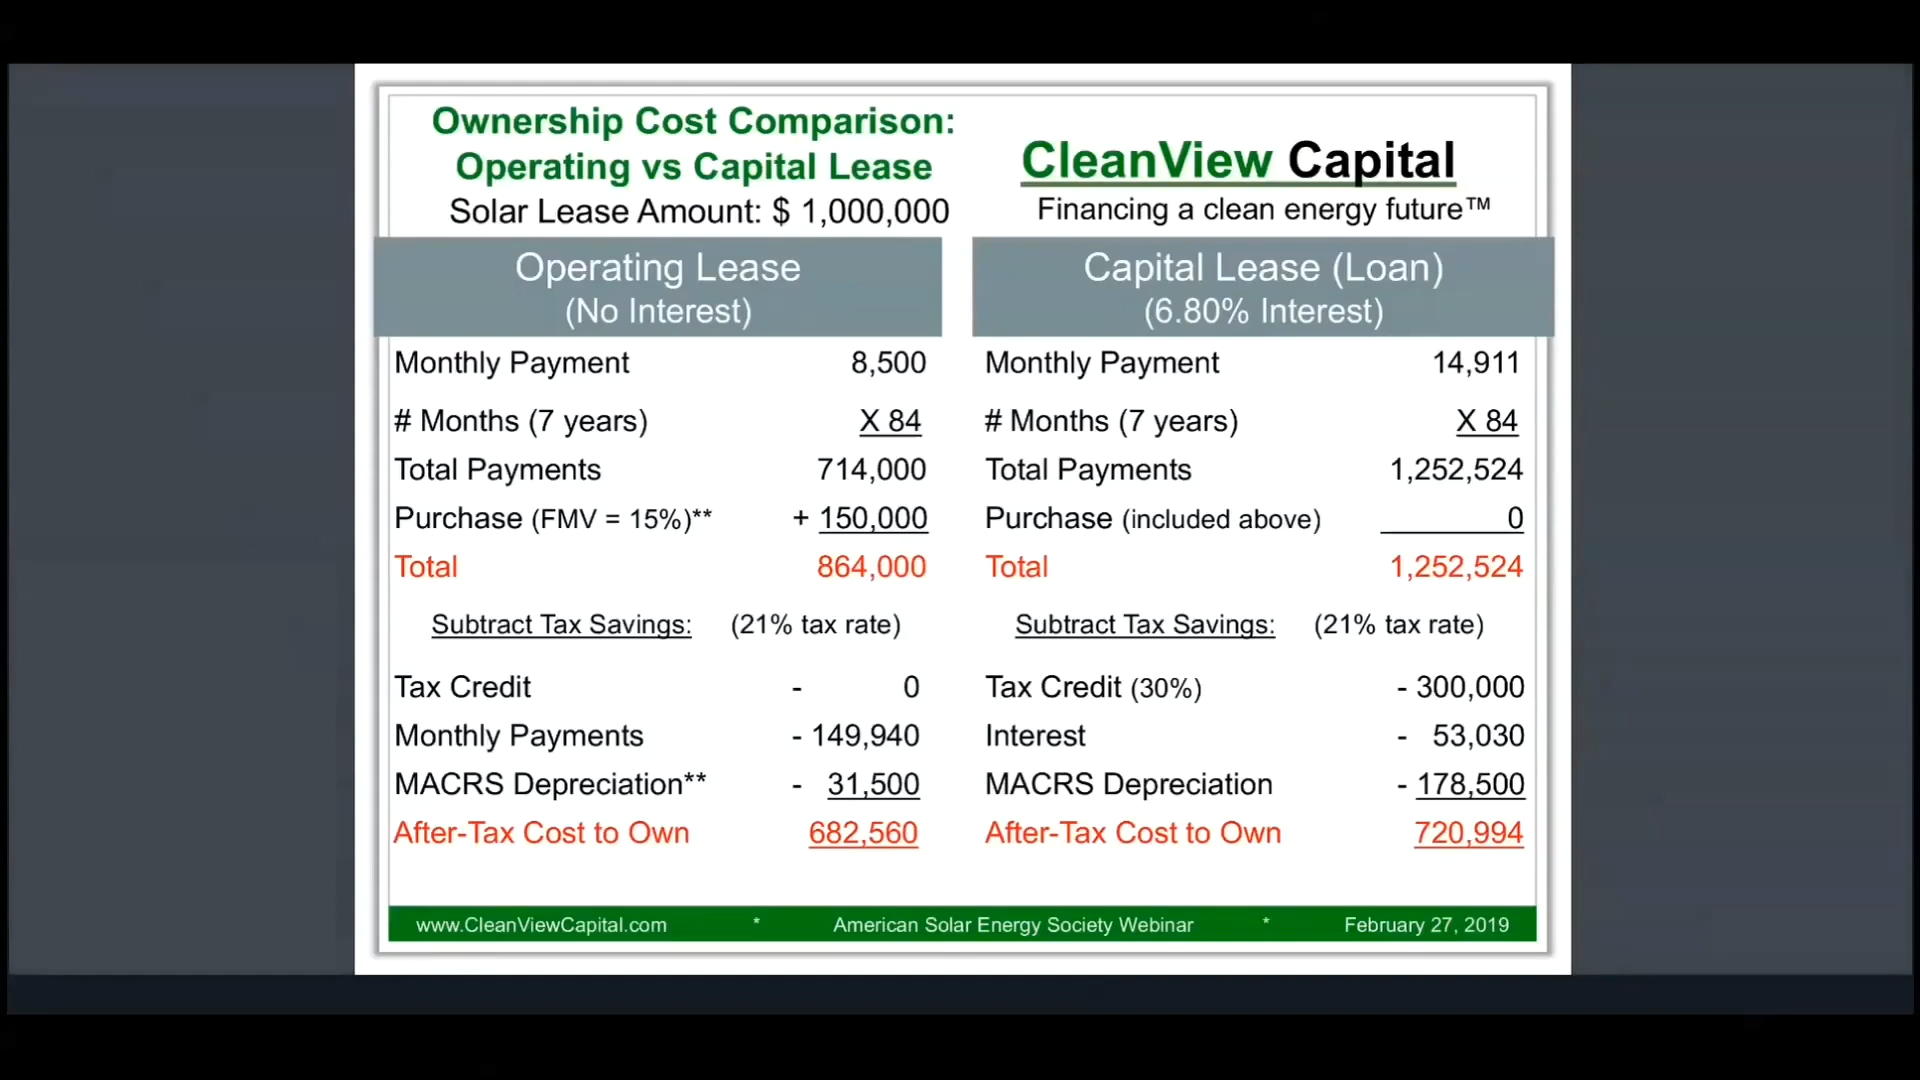 Ownership Cost Comparison:
Operating vs Capital Lease
Solar Lease Amount: $ 1,000,000
CleanView Capital
Financing a clean energy future™
Operating Lease
(No Interest)
Monthly Payment 8,500
# Months (7 years) X 84
Total Payments 714,000
Purchase (FMV = 15%)** + 150,000
Total 864,000
Subtract Tax Savings: (21% tax rate)
Tax Credit - 0
Monthly Payments - 149,940
MACRS Depreciation** - 31,500
After-Tax Cost to Own 682,560
Capital Lease (Loan)
(6.80% Interest)
Monthly Payment 14,911
# Months (7 years) X 84
Total Payments 1,252,524
Purchase (included above) 0
Total 1,252,524
Subtract Tax Savings: (21% tax rate)
Tax Credit (30%) - 300,000
Interest - 53,030
MACRS Depreciation - 178,500
After-Tax Cost to Own 720,994
www.CleanViewCapital.com * American Solar Energy Society Webinar * February 27, 2019